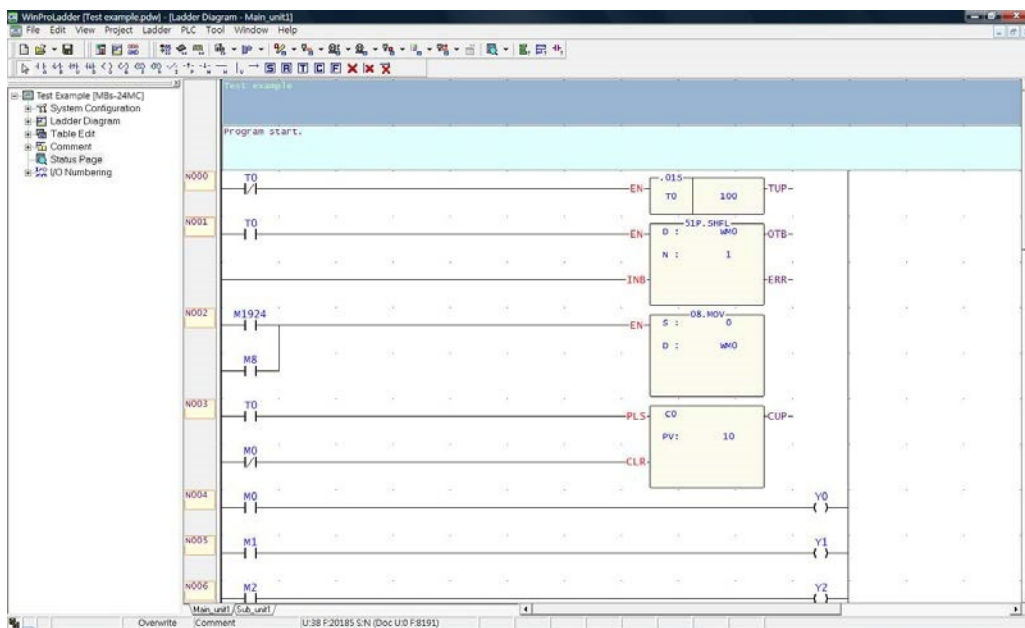 WinProLadder [Test example.pdw] - [Ladder Diagram - Main_unit1]
File Edit View Project Ladder PLC Tool Window Help
S R T C F
Test Example [MBs-24MC]
System Configuration
Ladder Diagram
Table Edit
Comment
Status Page
I/O Numbering
Test example
Program start.
N000 T0 EN .01S TUP
T0 100
N001 T0 EN 51P.SHFL OTB
D : WM0
N : 1
INB ERR
N002 M1924 EN 08.MOV
S : 0
D : WM0
M8
N003 T0 PLS C0 CUP
PV: 10
M0 CLR
N004 M0 Y0
N005 M1 Y1
N006 M2 Y2
Main_unit1 Sub_unit1
Overwrite Comment U:38 F:20185 S:N (Doc U:0 F:8191)